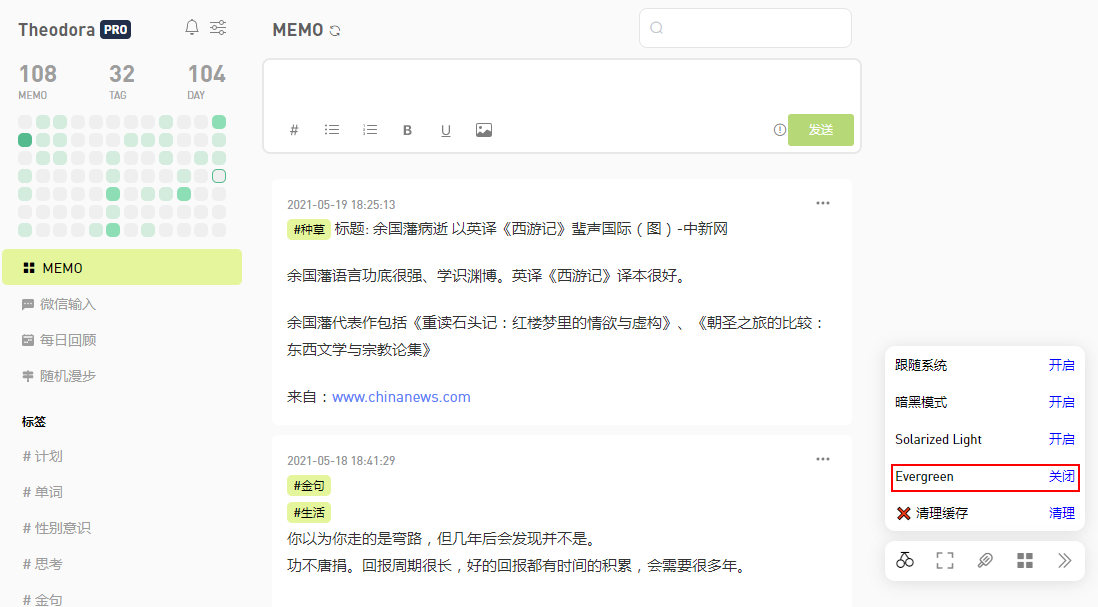 Theodora PRO
108 32 104
MEMO TAG DAY
MEMO
微信输入
每日回顾
随机漫步
标签
# 计划
# 单词
# 性别意识
# 思考
# 金句
MEMO
# B U
发送
2021-05-19 18:25:13
#种草 标题: 余国藩病逝 以英译《西游记》蜚声国际（图）-中新网
余国藩语言功底很强、学识渊博。英译《西游记》译本很好。
余国藩代表作包括《重读石头记：红楼梦里的情欲与虚构》、《朝圣之旅的比较：
东西文学与宗教论集》
来自：www.chinanews.com
2021-05-18 18:41:29
#金句
#生活
你以为你走的是弯路，但几年后会发现并不是。
功不唐捐。回报周期很长，好的回报都有时间的积累，会需要很多年。
跟随系统 开启
暗黑模式 开启
Solarized Light 开启
Evergreen 关闭
清理缓存 清理